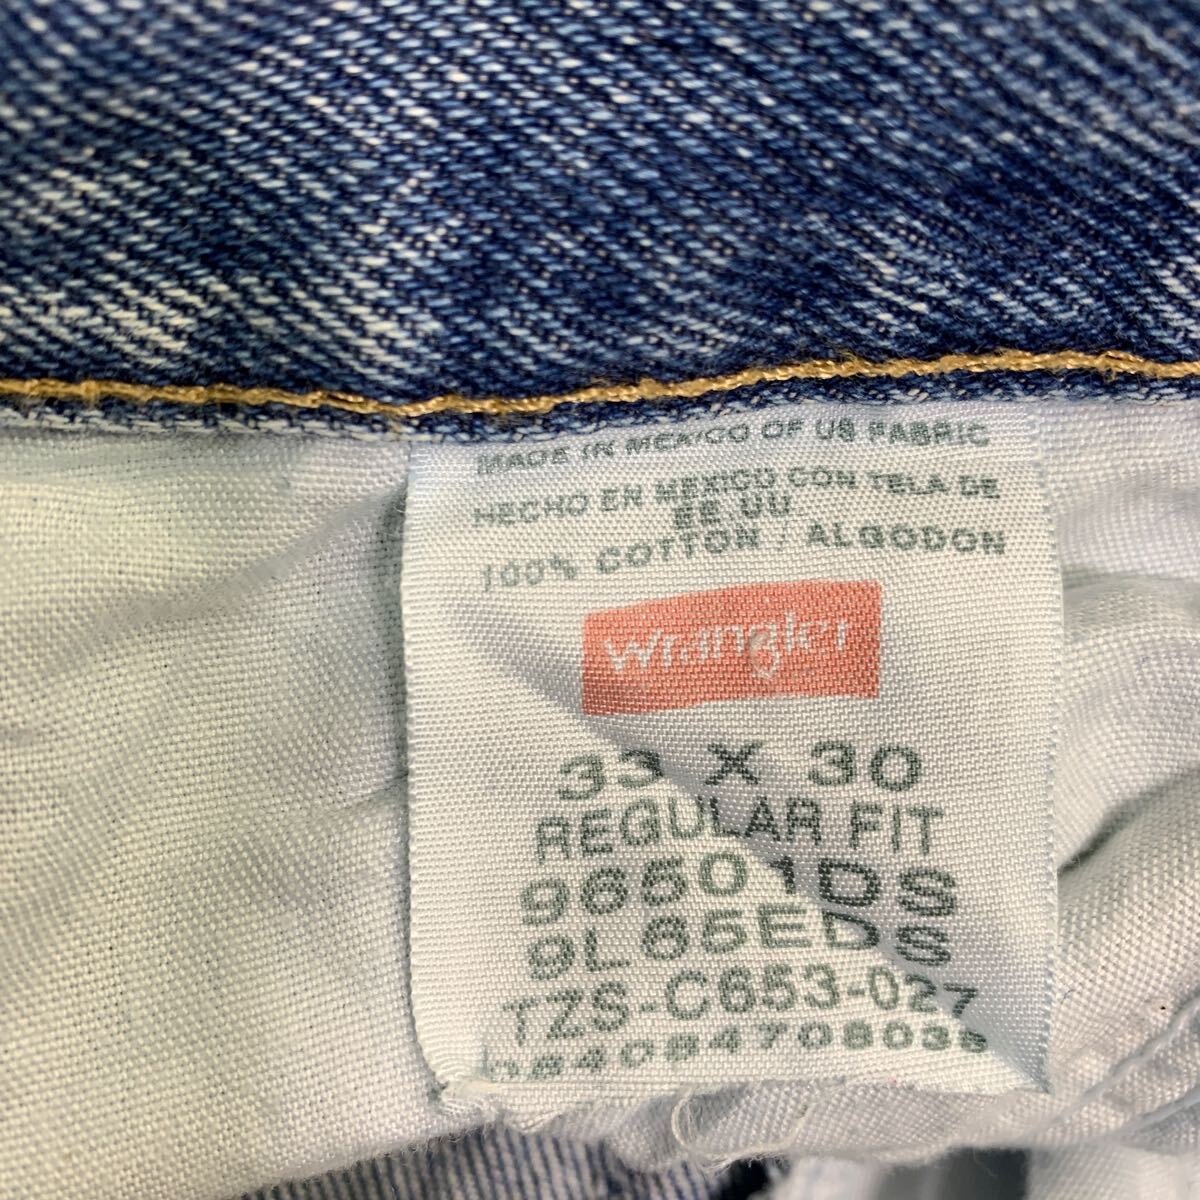 MADE IN MEXICO OF US FABRIC
HECHO EN MEXICO CON TELA DE
EE UU
100% COTTON / ALGODON
Wrangler
33 X 30
REGULAR FIT
96501DS
9L65EDS
TZS-C653-027
084084708038